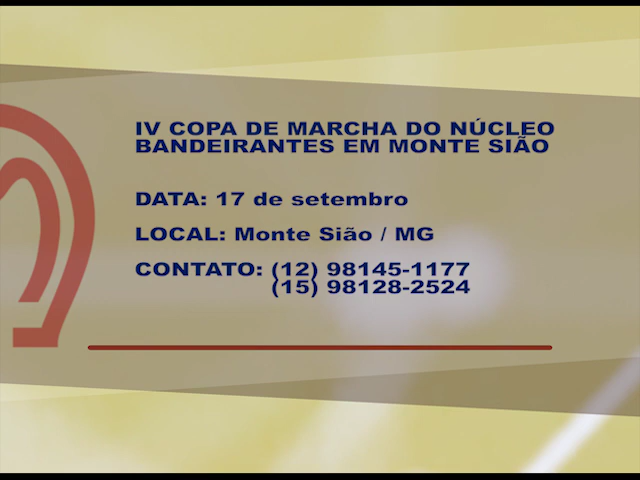 IV COPA DE MARCHA DO NÚCLEO
BANDEIRANTES EM MONTE SIÃO
DATA: 17 de setembro
LOCAL: Monte Sião / MG
CONTATO: (12) 98145-1177
(15) 98128-2524